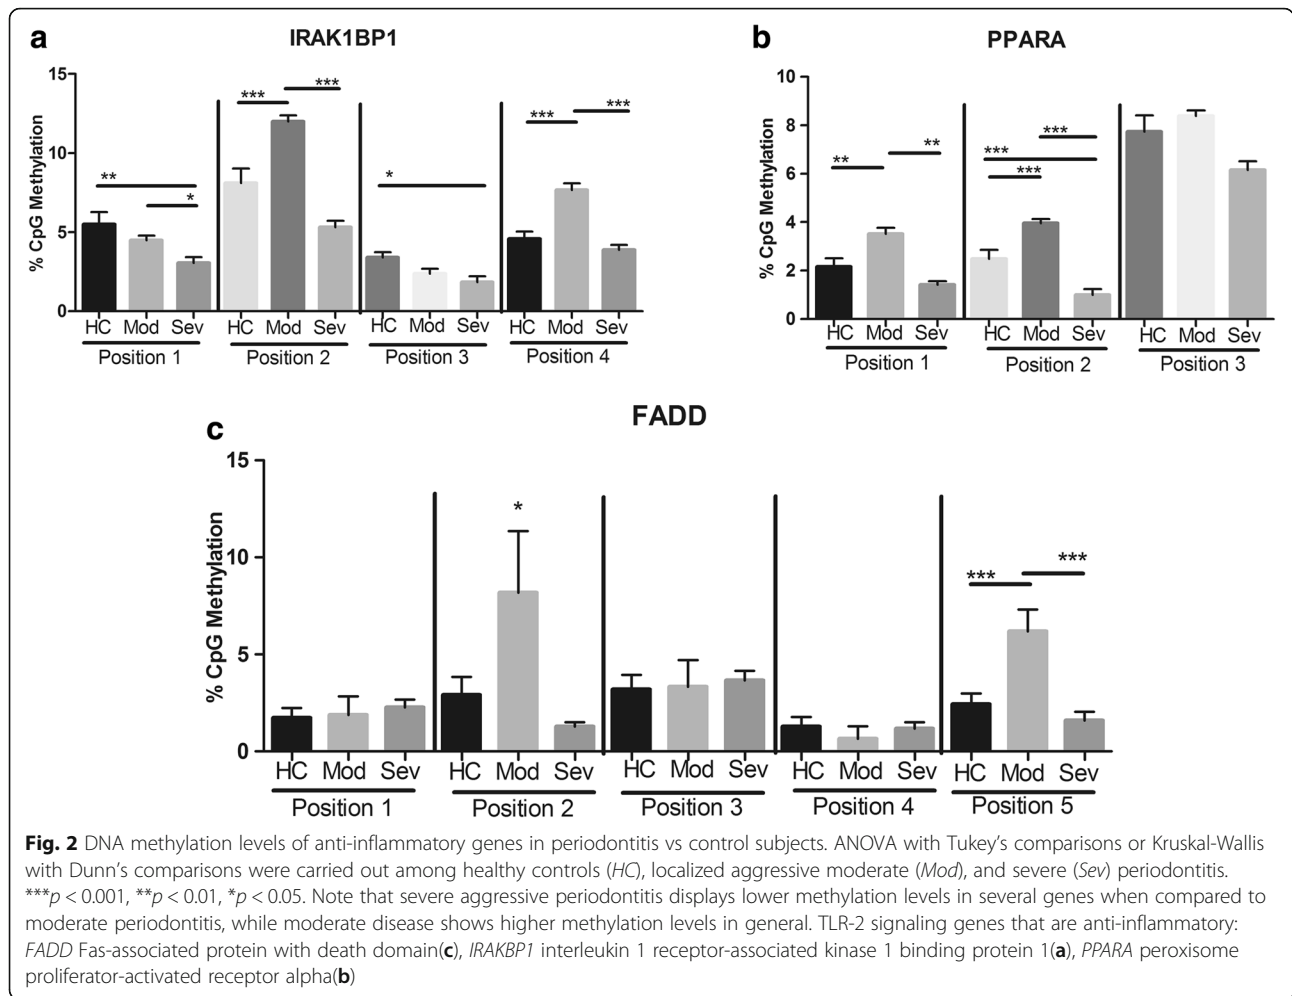 a
IRAK1BP1
% CpG Methylation
15
10
5
0
** * *** *** * *** ***
HC Mod Sev HC Mod Sev HC Mod Sev HC Mod Sev
Position 1 Position 2 Position 3 Position 4
b
PPARA
% CpG Methylation
10
8
6
4
2
0
** ** *** *** ***
HC Mod Sev HC Mod Sev HC Mod Sev
Position 1 Position 2 Position 3
c
FADD
% CpG Methylation
15
10
5
0
* *** ***
HC Mod Sev HC Mod Sev HC Mod Sev HC Mod Sev HC Mod Sev
Position 1 Position 2 Position 3 Position 4 Position 5
Fig. 2 DNA methylation levels of anti-inflammatory genes in periodontitis vs control subjects. ANOVA with Tukey's comparisons or Kruskal-Wallis
with Dunn's comparisons were carried out among healthy controls (HC), localized aggressive moderate (Mod), and severe (Sev) periodontitis.
***p < 0.001, **p < 0.01, *p < 0.05. Note that severe aggressive periodontitis displays lower methylation levels in several genes when compared to
moderate periodontitis, while moderate disease shows higher methylation levels in general. TLR-2 signaling genes that are anti-inflammatory:
FADD Fas-associated protein with death domain(c), IRAKBP1 interleukin 1 receptor-associated kinase 1 binding protein 1(a), PPARA peroxisome
proliferator-activated receptor alpha(b)